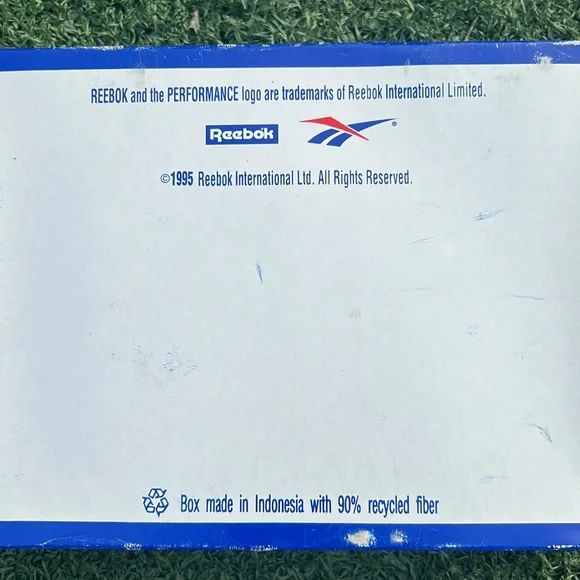 REEBOK and the PERFORMANCE logo are trademarks of Reebok International Limited.
Reebok ®
©1995 Reebok International Ltd. All Rights Reserved.
Box made in Indonesia with 90% recycled fiber